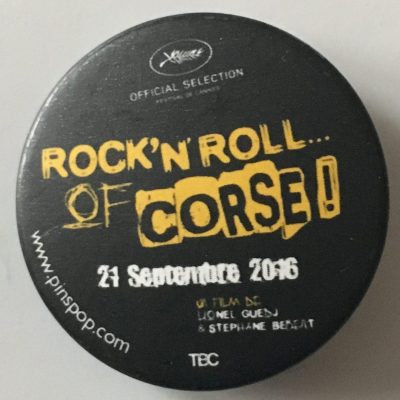 OFFICIAL SELECTION
FESTIVAL DE CANNES
ROCK'N'ROLL...
OF CORSE!
21 Septembre 2016
UN FILM DE
LIONEL GUEDJ
& STEPHANE BEBERT
TBC
www.pinspop.com